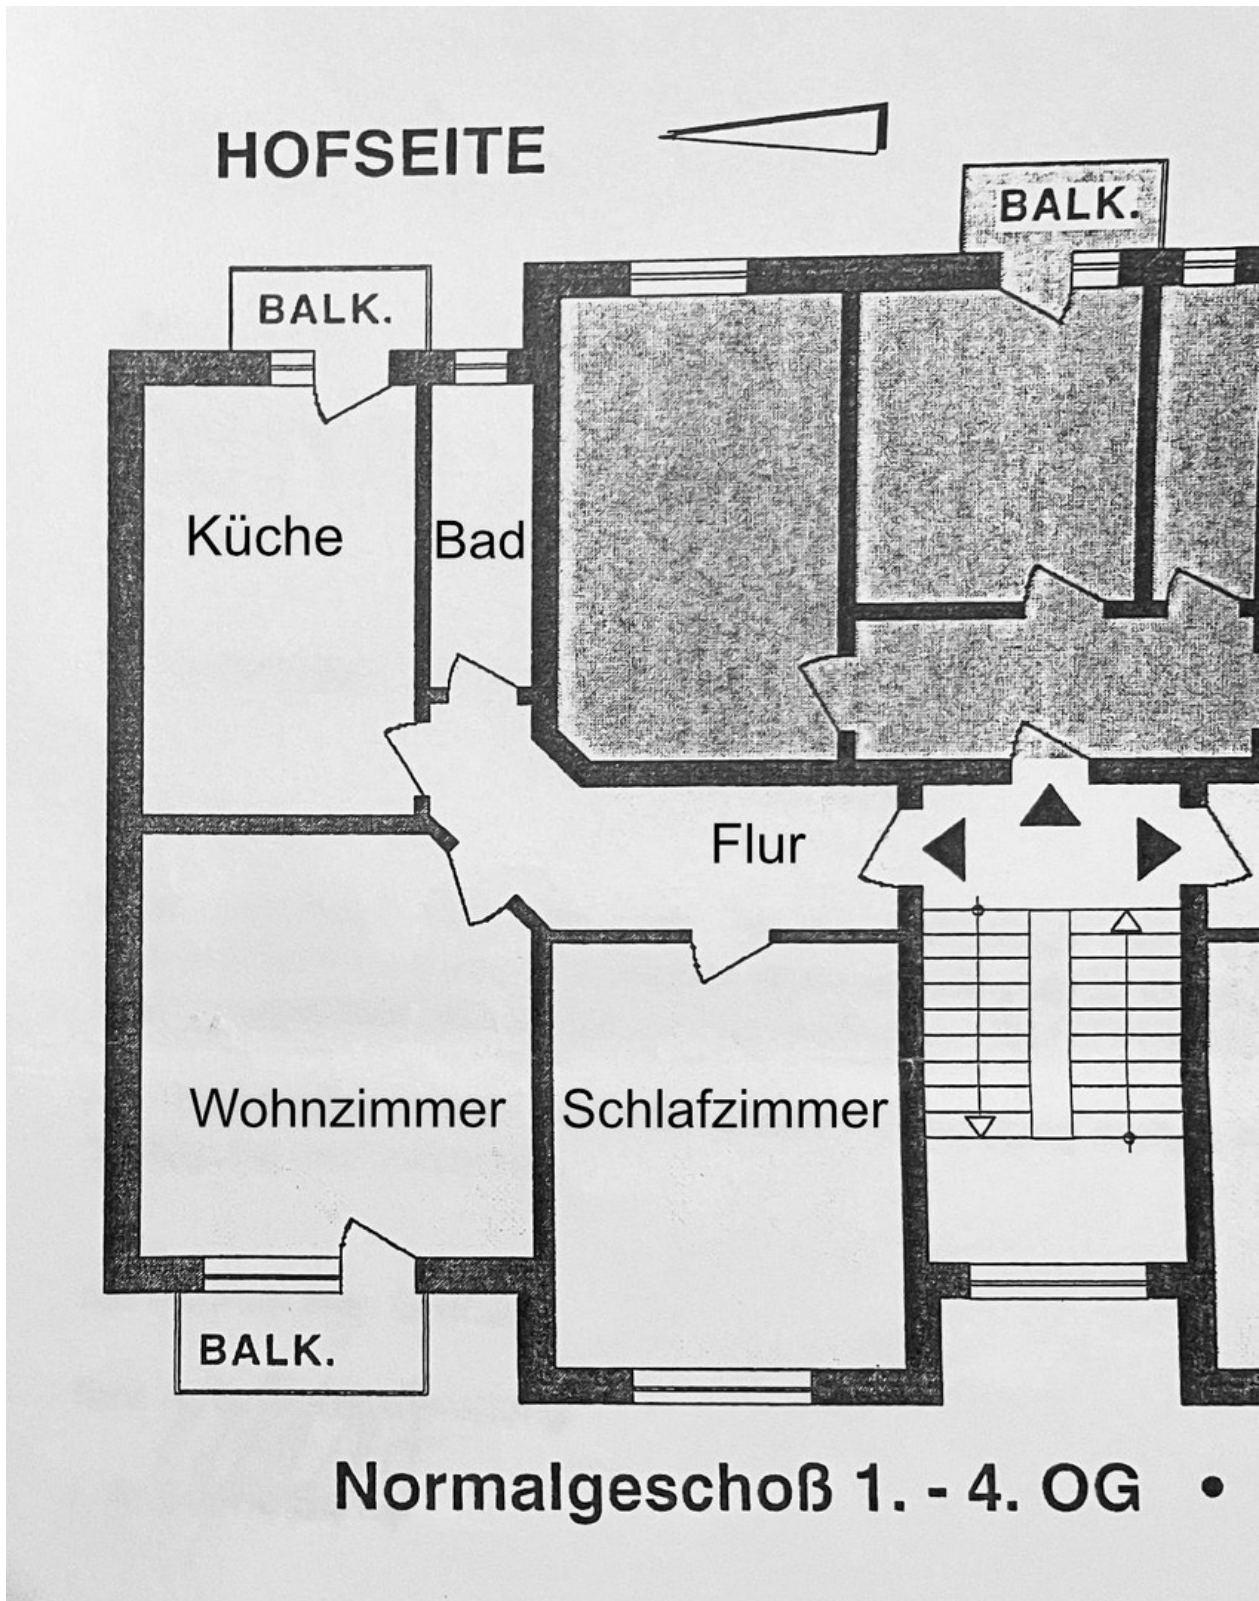 HOFSEITE
BALK.
BALK.
Küche
Bad
Flur
Wohnzimmer
Schlafzimmer
BALK.
Normalgeschoß 1. - 4. OG •